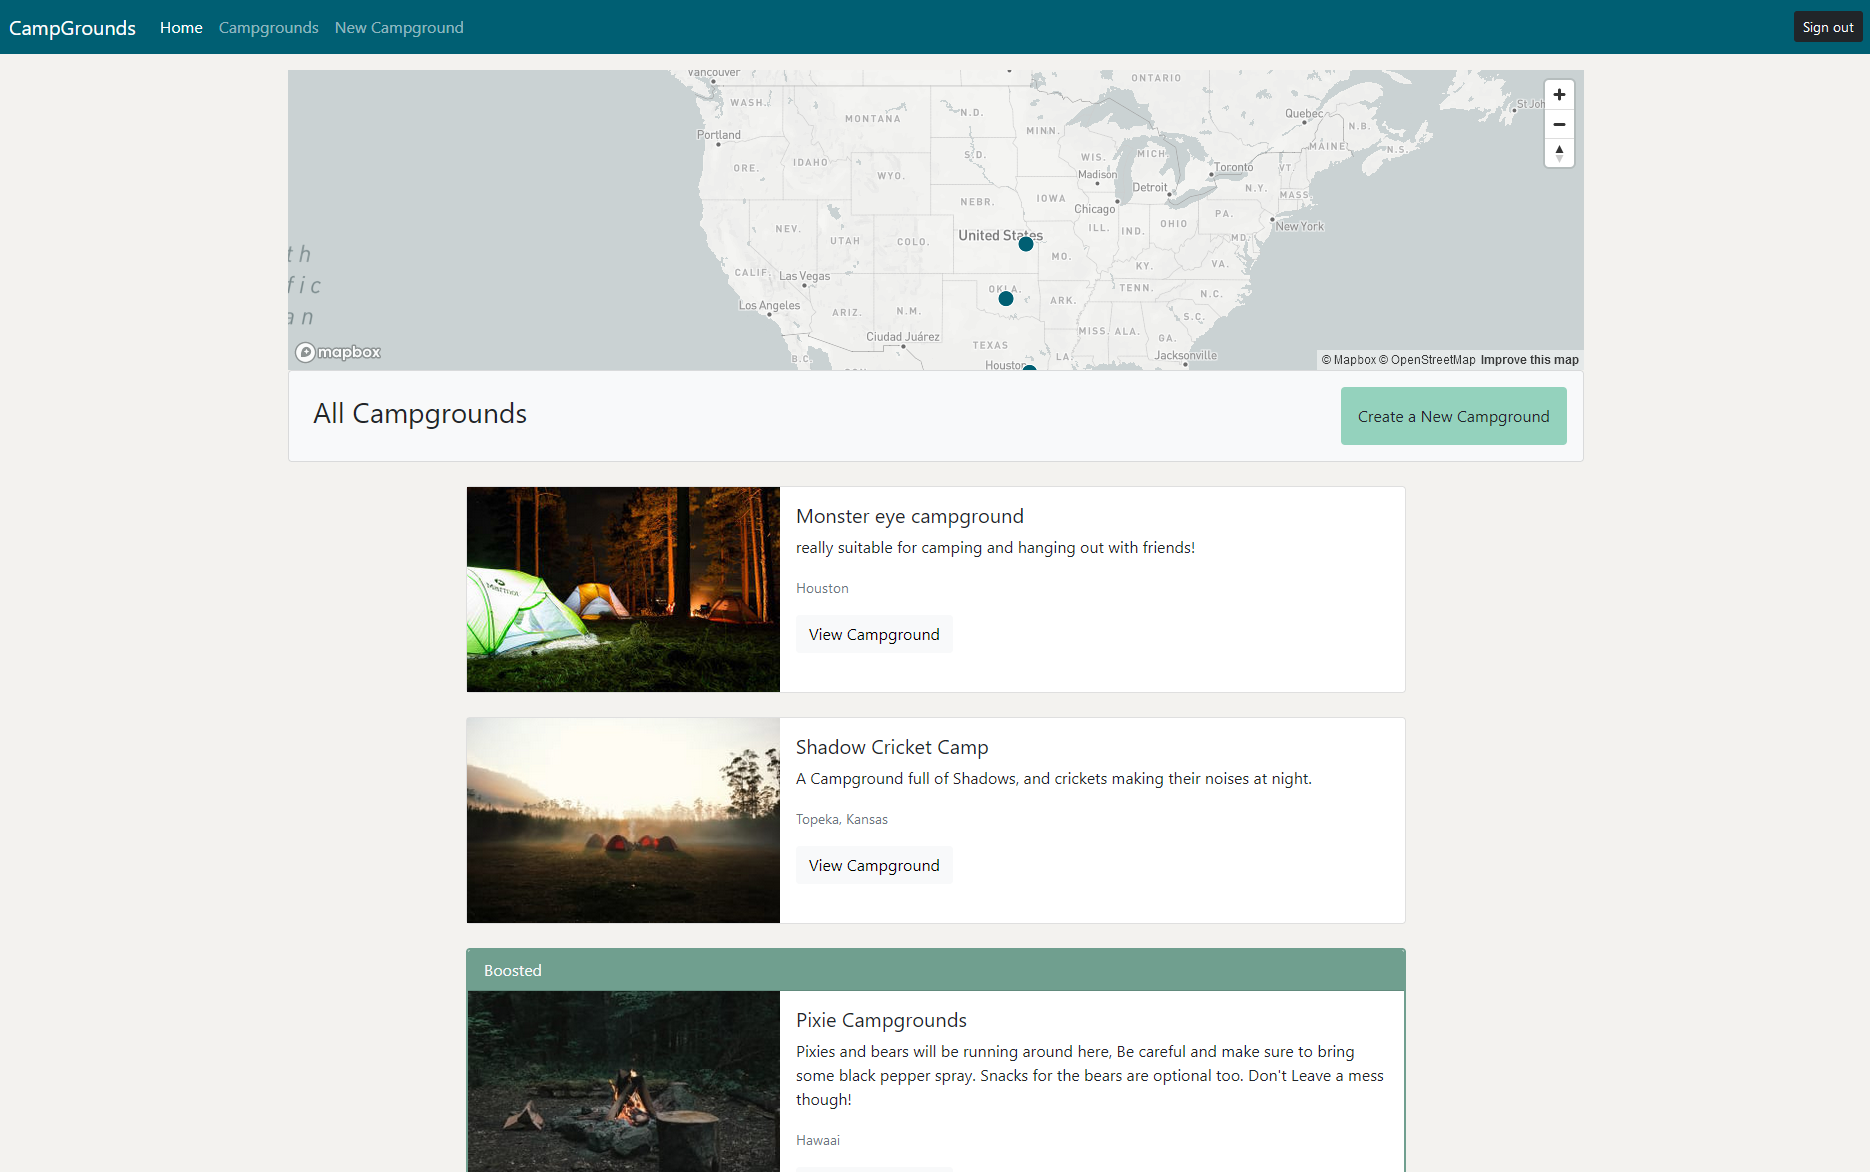 CampGrounds Home Campgrounds New Campground Sign out
Vancouver
ONTARIO
WASH.
MONTANA
N.D.
Quebec
St Joh
Portland
MINN.
N.B.
MAINE
N.S.
ORE.
IDAHO
S.D.
WIS.
MICH.
Toronto
VT.
WYO.
Madison
Detroit
N.Y.
MASS.
NEBR.
IOWA
Chicago
PA.
NEV.
UTAH
COLO.
United States
ILL.
IND.
OHIO
MD.
New York
th
fic
an
CALIF.
Las Vegas
MO.
KY.
VA.
Los Angeles
ARIZ.
N.M.
OKLA.
ARK.
TENN.
N.C.
S.C.
MISS.
ALA.
GA.
Ciudad Juárez
TEXAS
LA.
Jacksonville
B.C.
Houston
mapbox
© Mapbox © OpenStreetMap Improve this map
All Campgrounds
Create a New Campground
Monster eye campground
really suitable for camping and hanging out with friends!
Houston
View Campground
Shadow Cricket Camp
A Campground full of Shadows, and crickets making their noises at night.
Topeka, Kansas
View Campground
Boosted
Pixie Campgrounds
Pixies and bears will be running around here, Be careful and make sure to bring
some black pepper spray. Snacks for the bears are optional too. Don't Leave a mess
though!
Hawaai